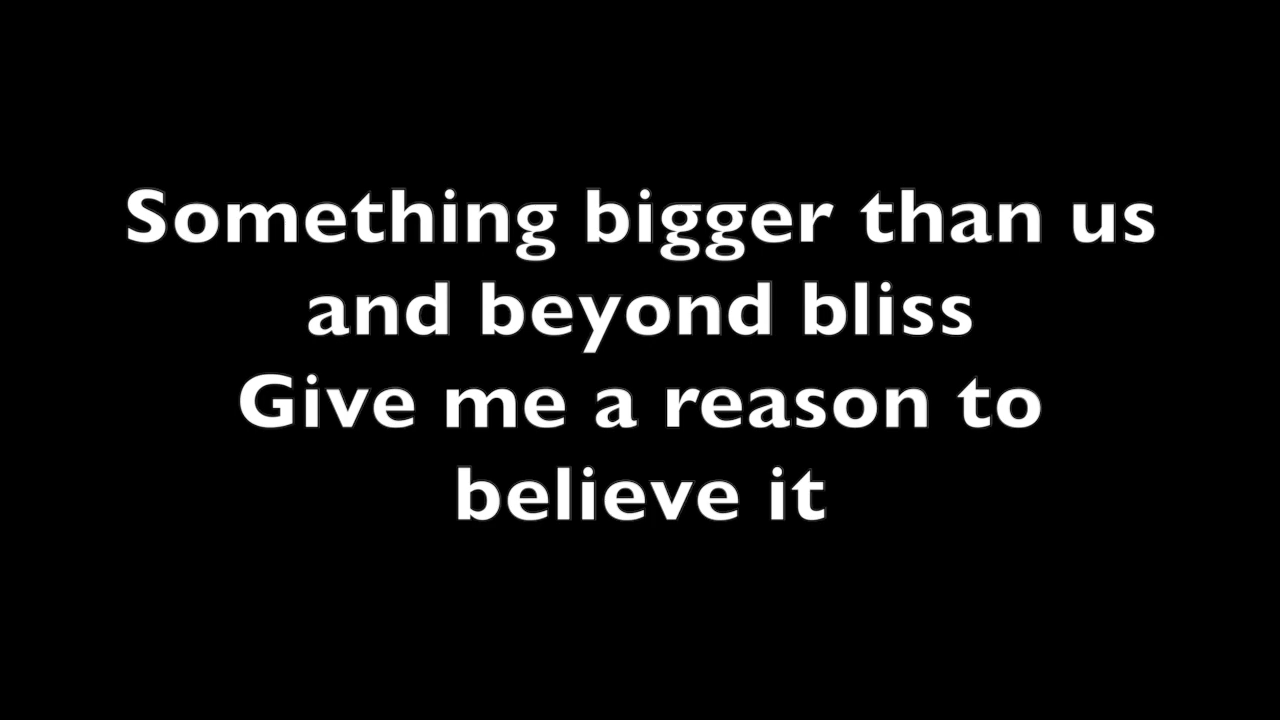 Something bigger than us
and beyond bliss
Give me a reason to
believe it